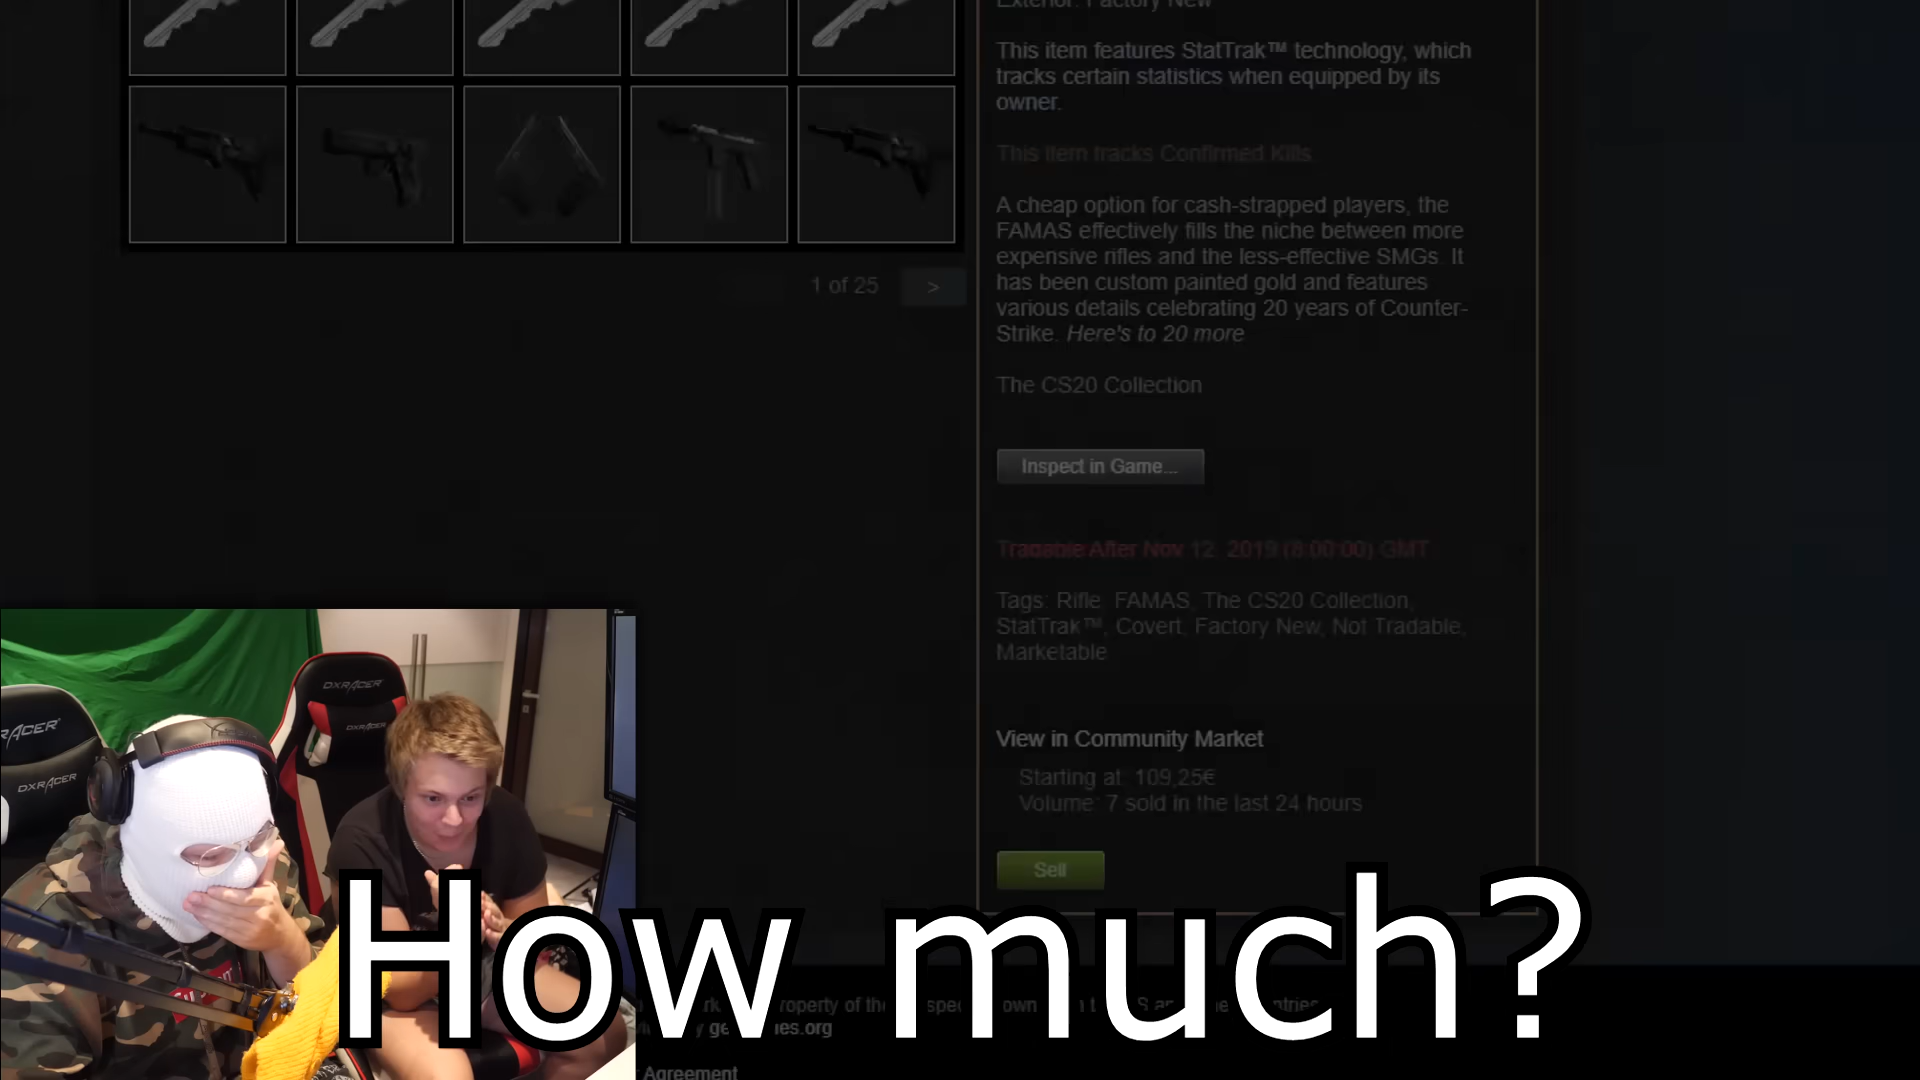 Exterior: Factory New
This item features StatTrak™ technology, which
tracks certain statistics when equipped by its
owner.
This item tracks Confirmed Kills.
A cheap option for cash-strapped players, the
FAMAS effectively fills the niche between more
expensive rifles and the less-effective SMGs. It
has been custom painted gold and features
various details celebrating 20 years of Counter-
Strike. Here's to 20 more
The CS20 Collection
1 of 25 >
Inspect in Game...
Tradable After Nov 12, 2019 (8:00:00) GMT
Tags: Rifle, FAMAS, The CS20 Collection,
StatTrak™, Covert, Factory New, Not Tradable,
Marketable
View in Community Market
Starting at: 109,25€
Volume: 7 sold in the last 24 hours
Sell
DXRACER
DXRACER
RACER
DXRACER
How much?
Agreement